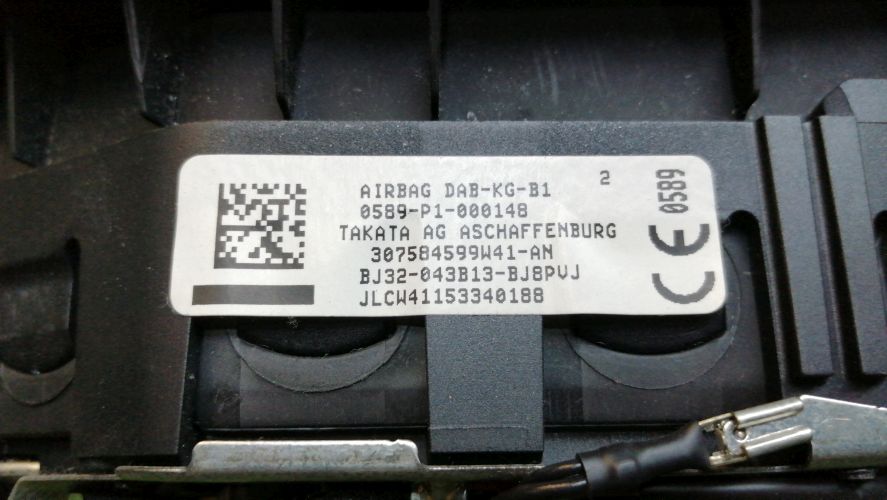 AIRBAG DAB-KG-B1
2
0589-P1-000148
TAKATA AG ASCHAFFENBURG
307584599W41-AN
BJ32-043B13-BJ8PVJ
JLCW41153340188
CE 0589